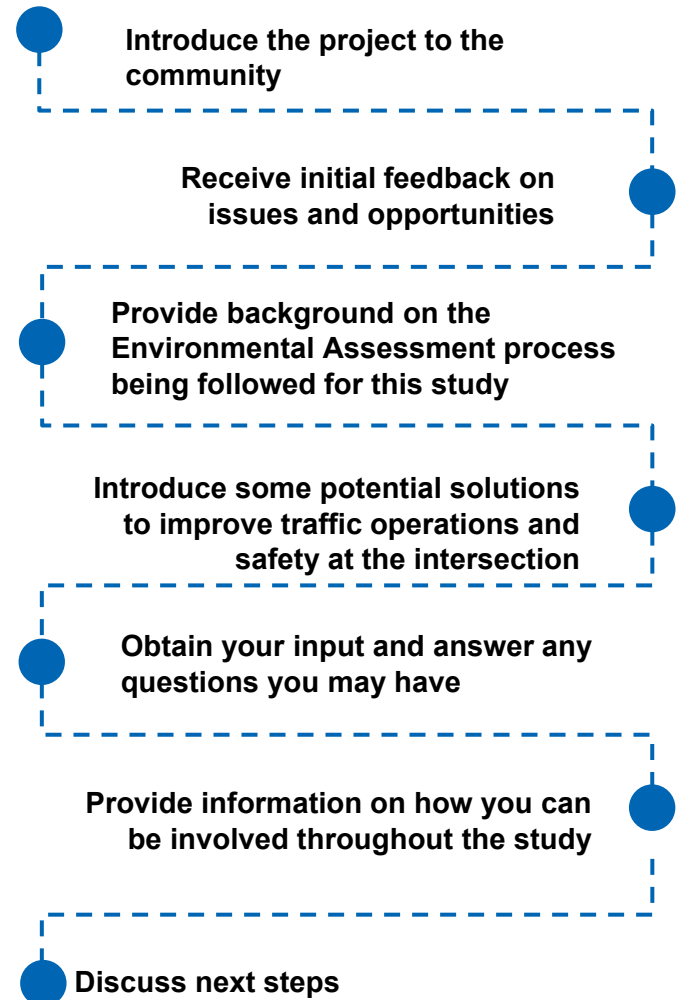 Introduce the project to the
community
Receive initial feedback on
issues and opportunities
Provide background on the
Environmental Assessment process
being followed for this study
Introduce some potential solutions
to improve traffic operations and
safety at the intersection
Obtain your input and answer any
questions you may have
Provide information on how you can
be involved throughout the study
Discuss next steps